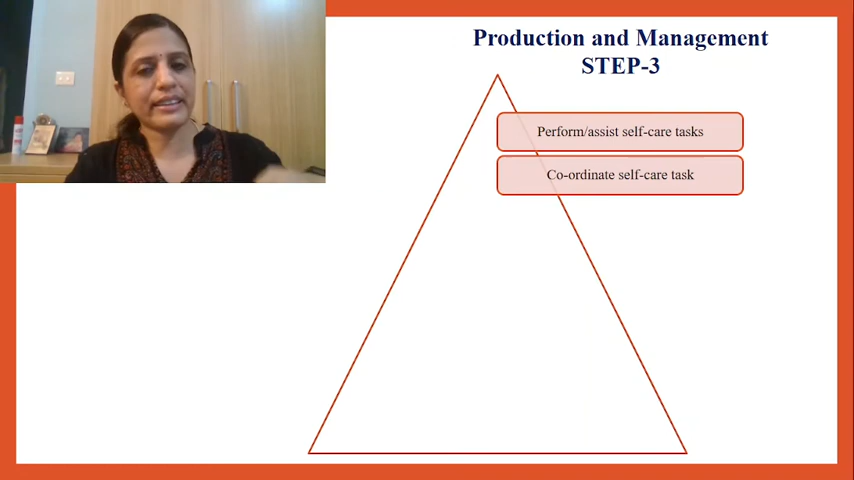 Production and Management
STEP-3
Perform/assist self-care tasks
Co-ordinate self-care task